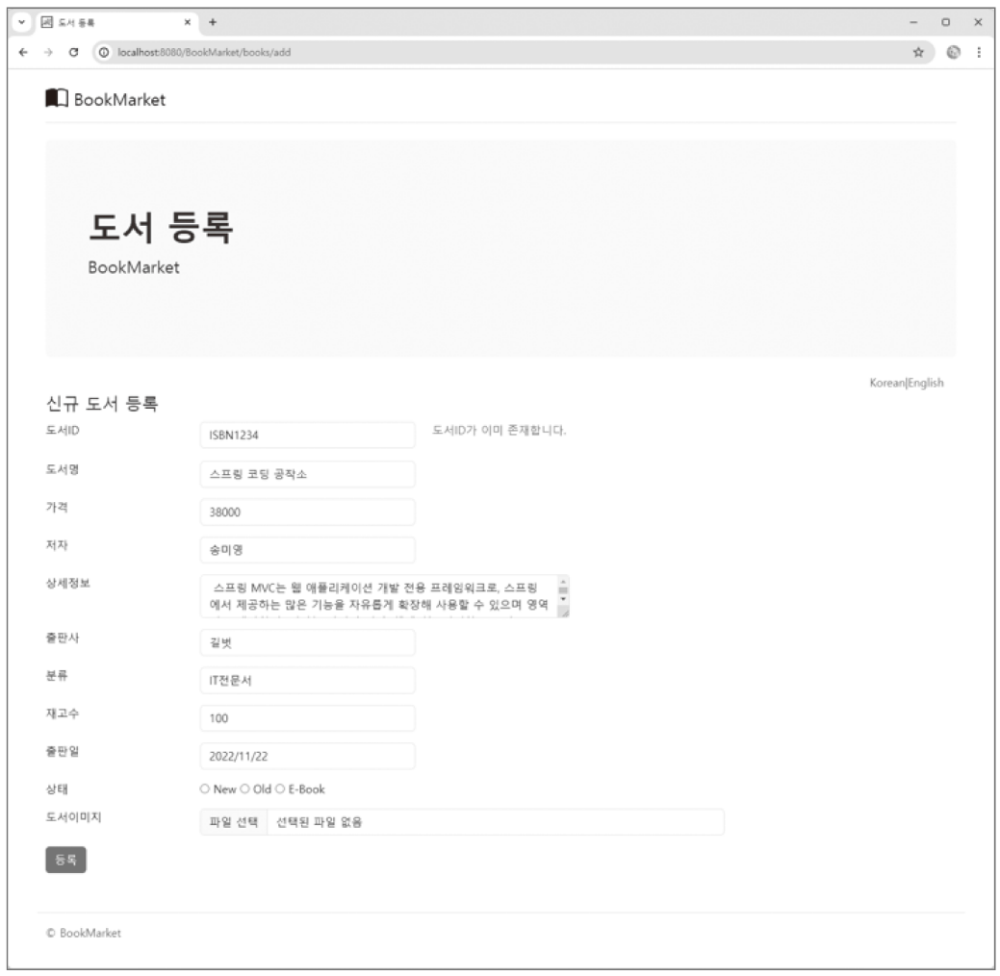 도서 등록
localhost:8080/BookMarket/books/add
BookMarket
도서 등록
BookMarket
Korean|English
신규 도서 등록
도서ID ISBN1234 도서ID가 이미 존재합니다.
도서명 스프링 코딩 공작소
가격 38000
저자 송미영
상세정보 스프링 MVC는 웹 애플리케이션 개발 전용 프레임워크로, 스프링
에서 제공하는 많은 기능을 자유롭게 확장해 사용할 수 있으며 영역
출판사 길벗
분류 IT전문서
재고수 100
출판일 2022/11/22
상태 New Old E-Book
도서이미지 파일 선택 선택된 파일 없음
등록
© BookMarket